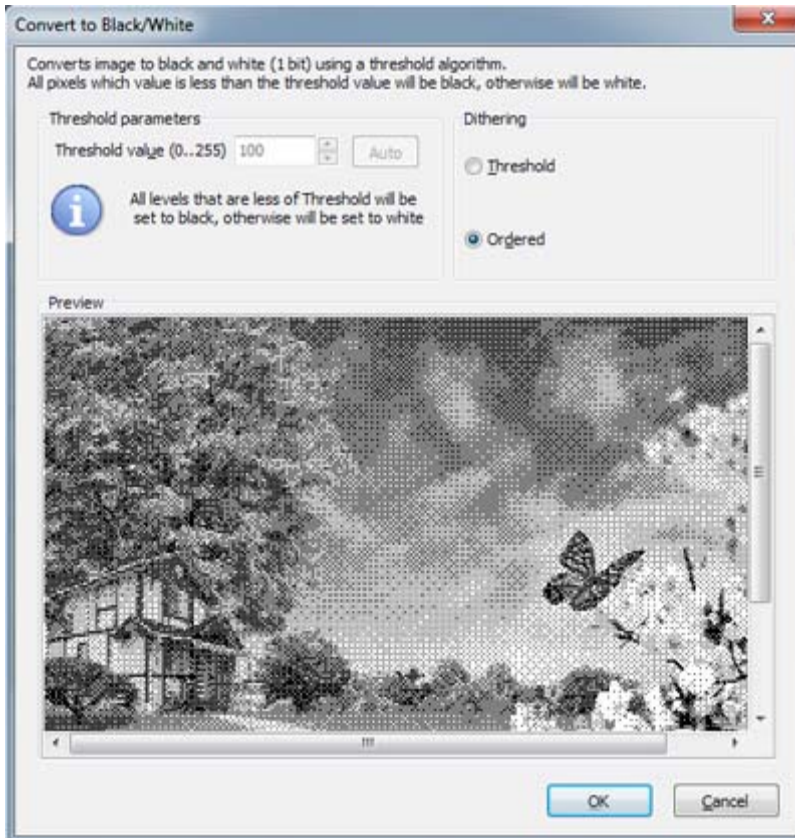 Convert to Black/White
Converts image to black and white (1 bit) using a threshold algorithm.
All pixels which value is less than the threshold value will be black, otherwise will be white.
Threshold parameters
Threshold value (0..255) 100 Auto
All levels that are less of Threshold will be
set to black, otherwise will be set to white
Dithering
Threshold
Ordered
Preview
OK Cancel